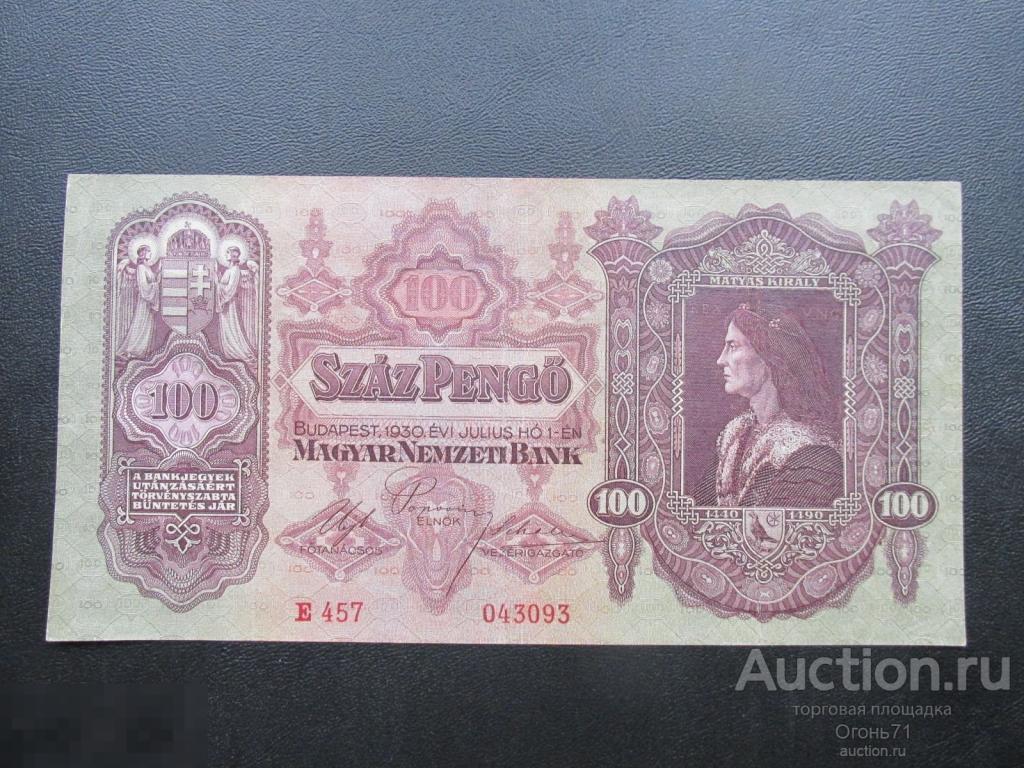 100
A BANKJEGYEK
UTÁNZÁSAÉRT
TÖRVÉNYSZABTA
BÜNTETÉS JÁR
100
SZÁZ PENGŐ
BUDAPEST, 1930. ÉVI JULIUS HÓ 1-ÉN
MAGYAR NEMZETI BANK
ELNÖK
FŐTANÁCSOS
VEZÉRIGAZGATÓ
E 457 043093
MÁTYÁS KIRÁLY
100 100
1440 1490
Auction.ru
торговая площадка
Огонь71
auction.ru